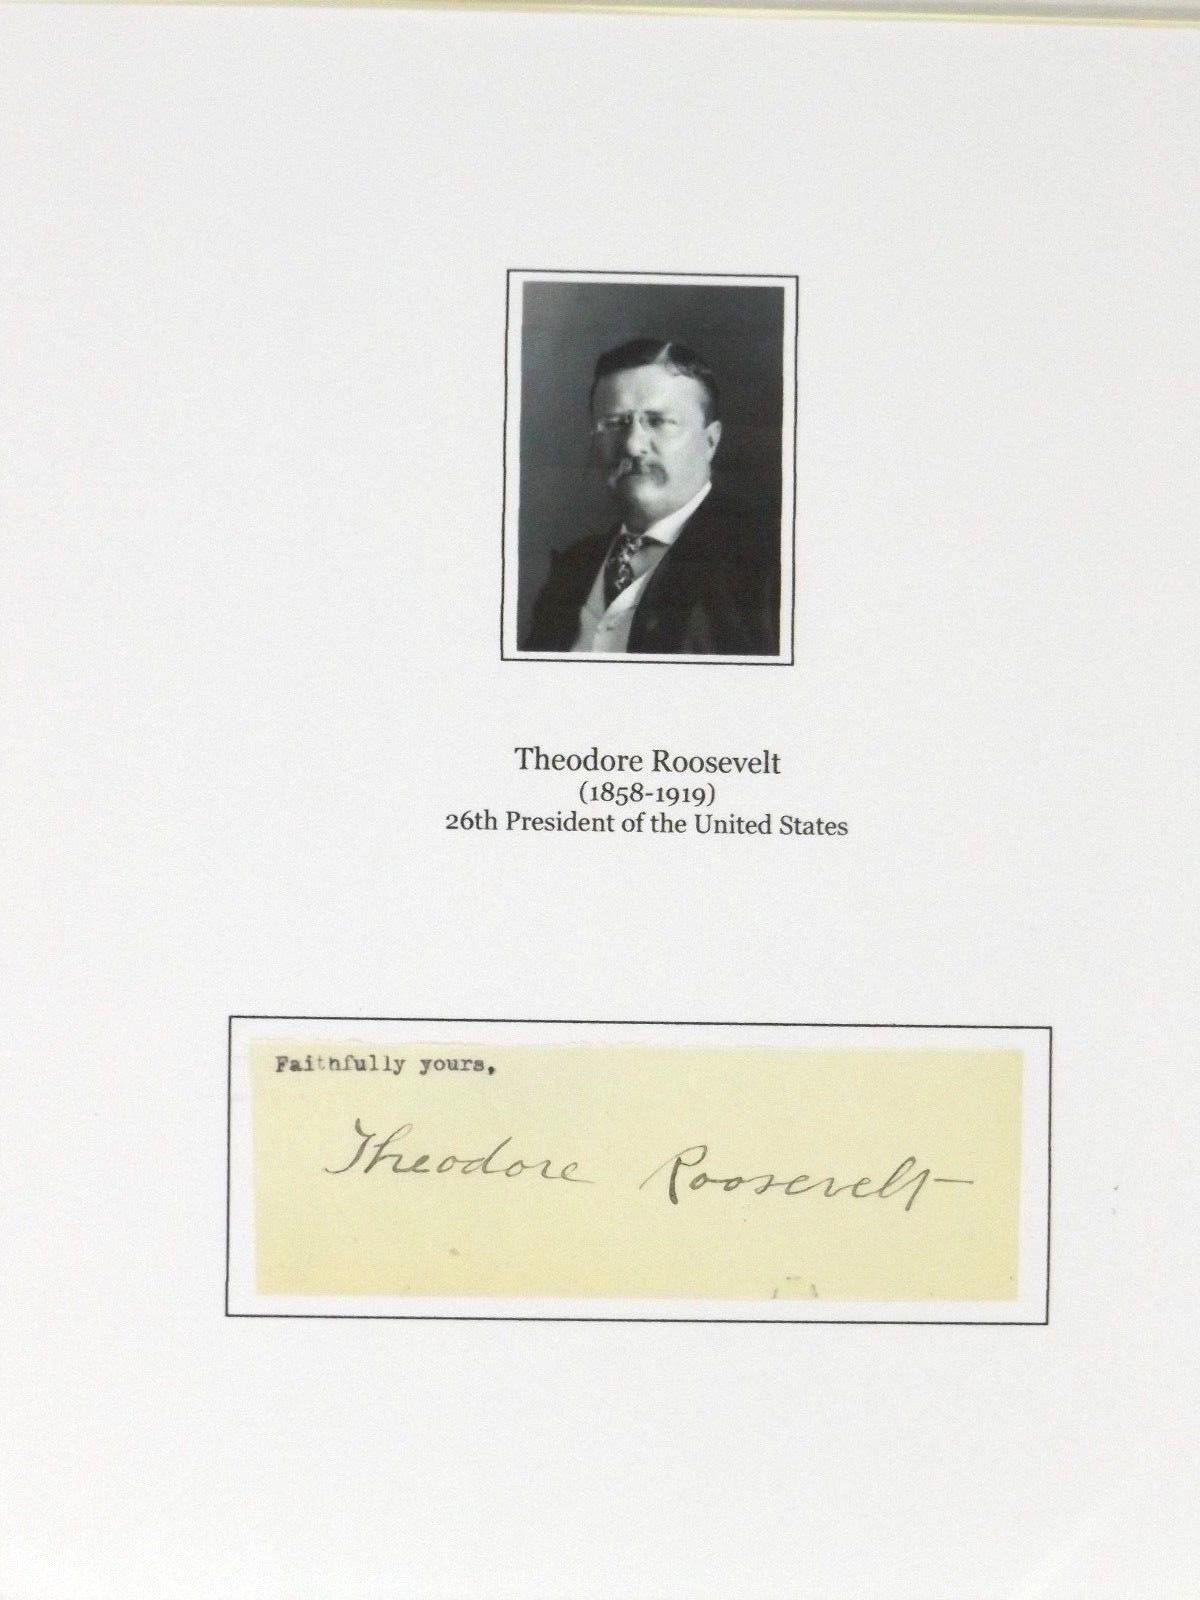 Theodore Roosevelt
(1858-1919)
26th President of the United States
Faithfully yours,
Theodore Roosevelt